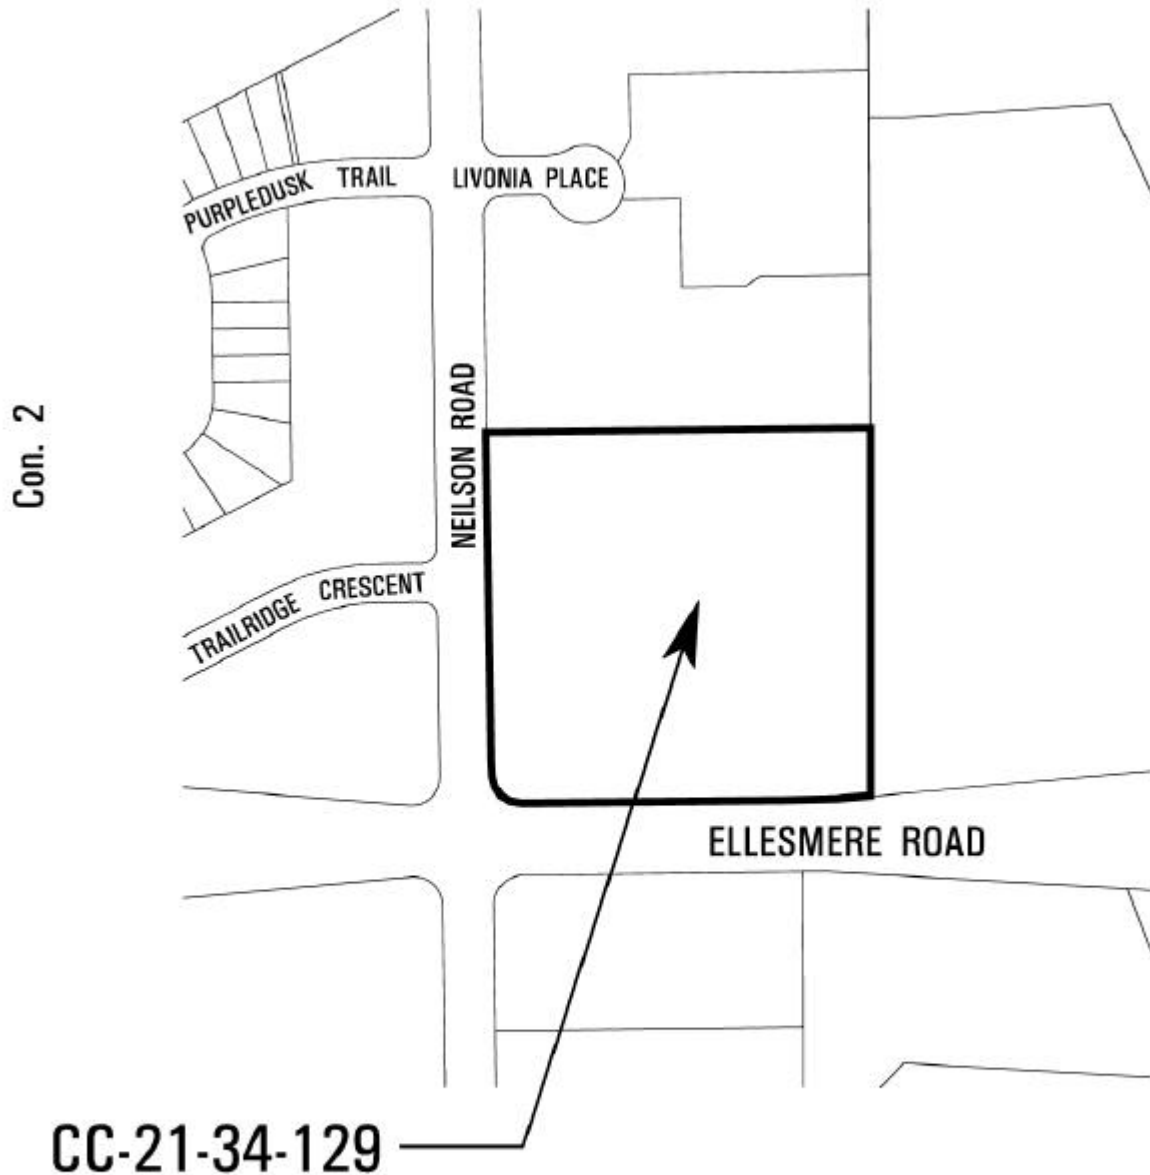 PURPLEDUSK TRAIL
LIVONIA PLACE
NEILSON ROAD
Con. 2
TRAILRIDGE CRESCENT
ELLESMERE ROAD
CC-21-34-129